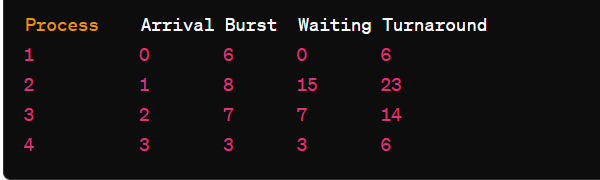 Process Arrival Burst Waiting Turnaround
1 0 6 0 6
2 1 8 15 23
3 2 7 7 14
4 3 3 3 6